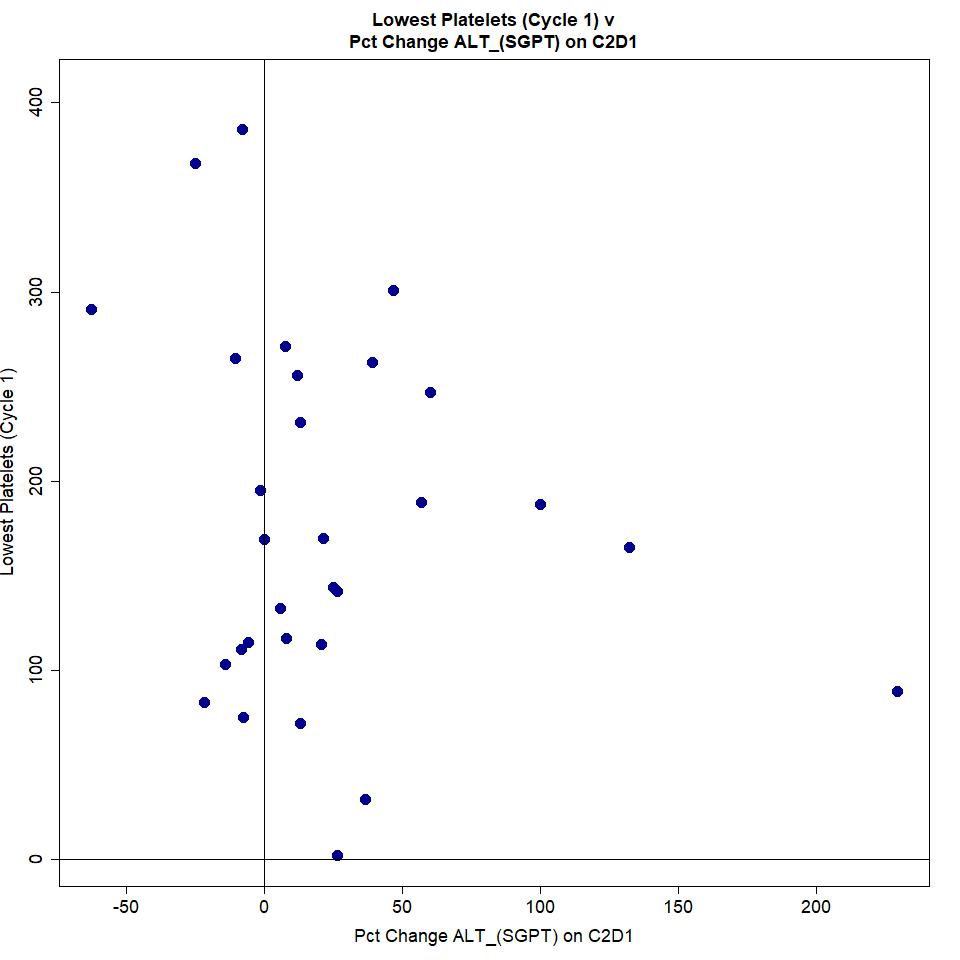 Lowest Platelets (Cycle 1) v
Pct Change ALT_(SGPT) on C2D1
Lowest Platelets (Cycle 1)
400
300
200
100
0
-50 0 50 100 150 200
Pct Change ALT_(SGPT) on C2D1